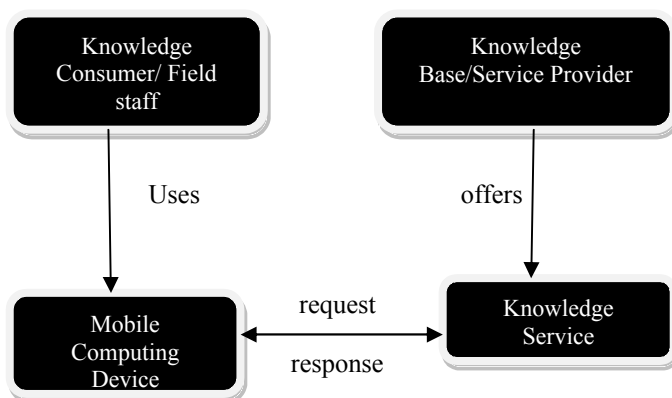 Knowledge
Consumer/ Field
staff
Knowledge
Base/Service Provider
Uses
offers
Mobile
Computing
Device
request
response
Knowledge
Service